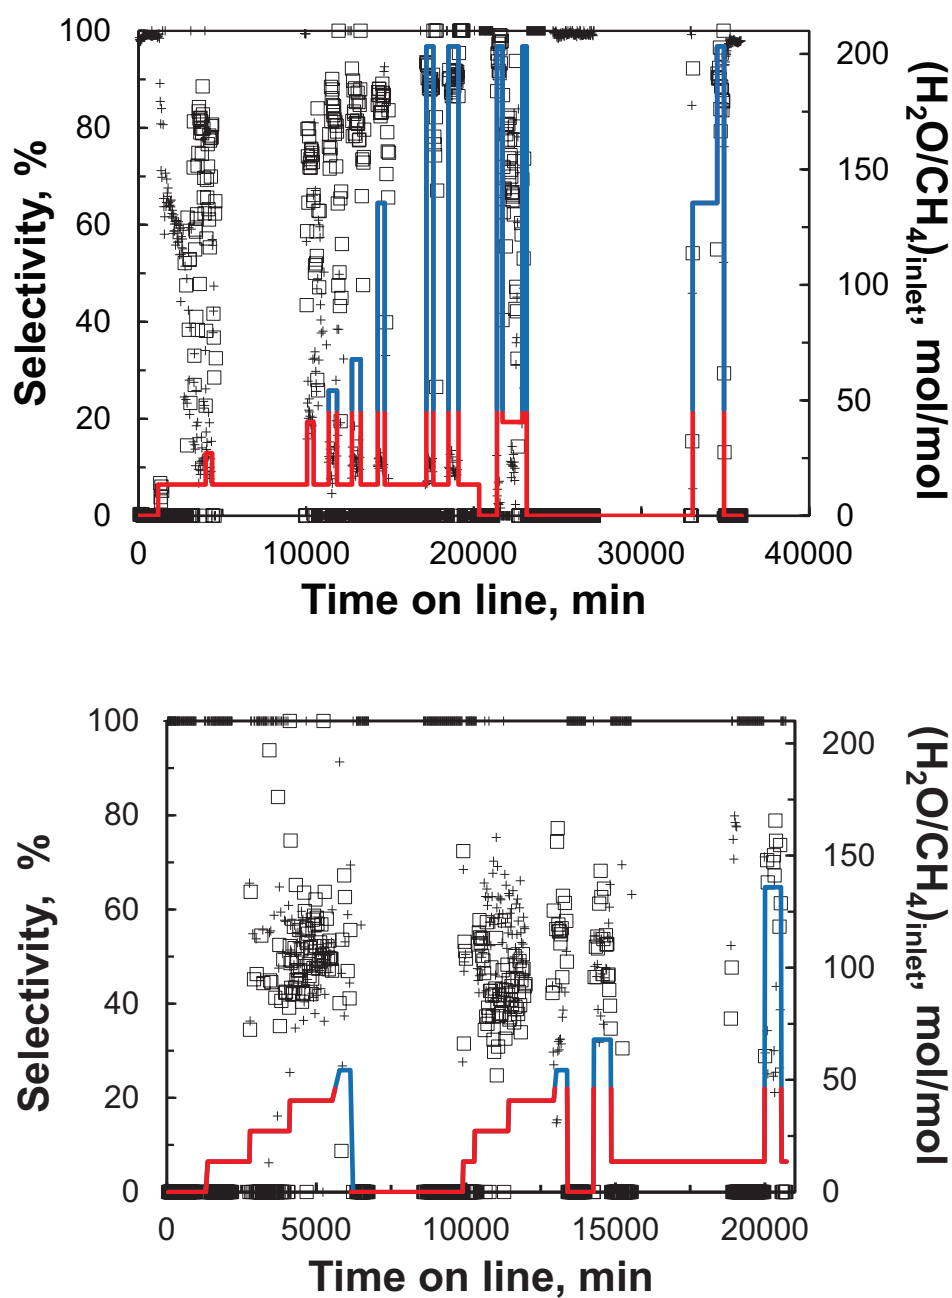 100
80
60
40
20
0
Selectivity, %
200
150
100
50
0
(H₂O/CH₄)inlet, mol/mol
0 10000 20000 30000 40000
Time on line, min
100
80
60
40
20
0
Selectivity, %
200
150
100
50
0
(H₂O/CH₄)inlet, mol/mol
0 5000 10000 15000 20000
Time on line, min